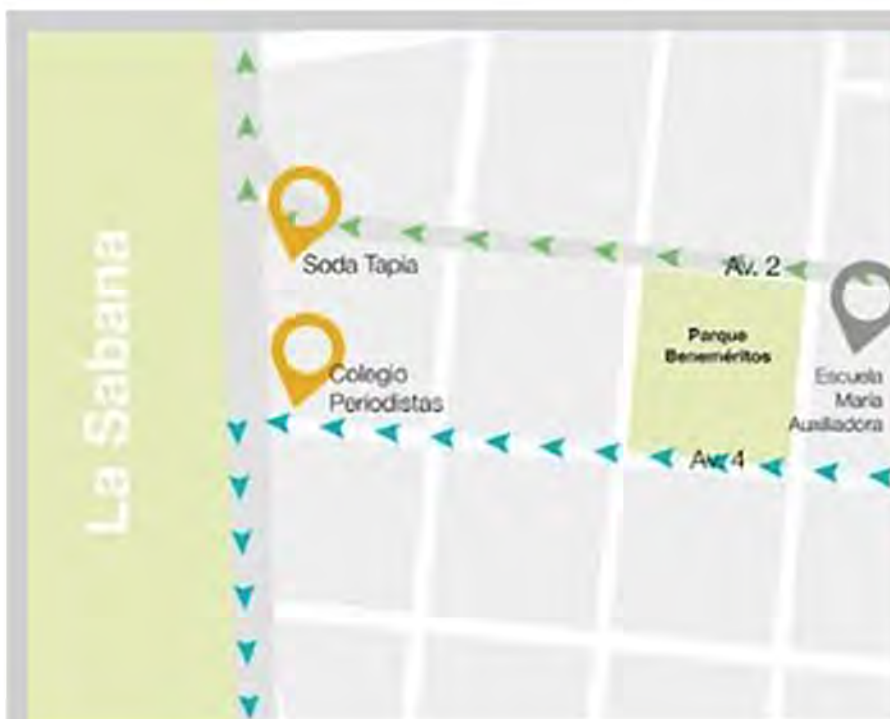 La Sabana
Soda Tapia
Av. 2
Parque
Beneméritos
Colegio
Periodistas
Escuela
María
Auxiliadora
Av. 4